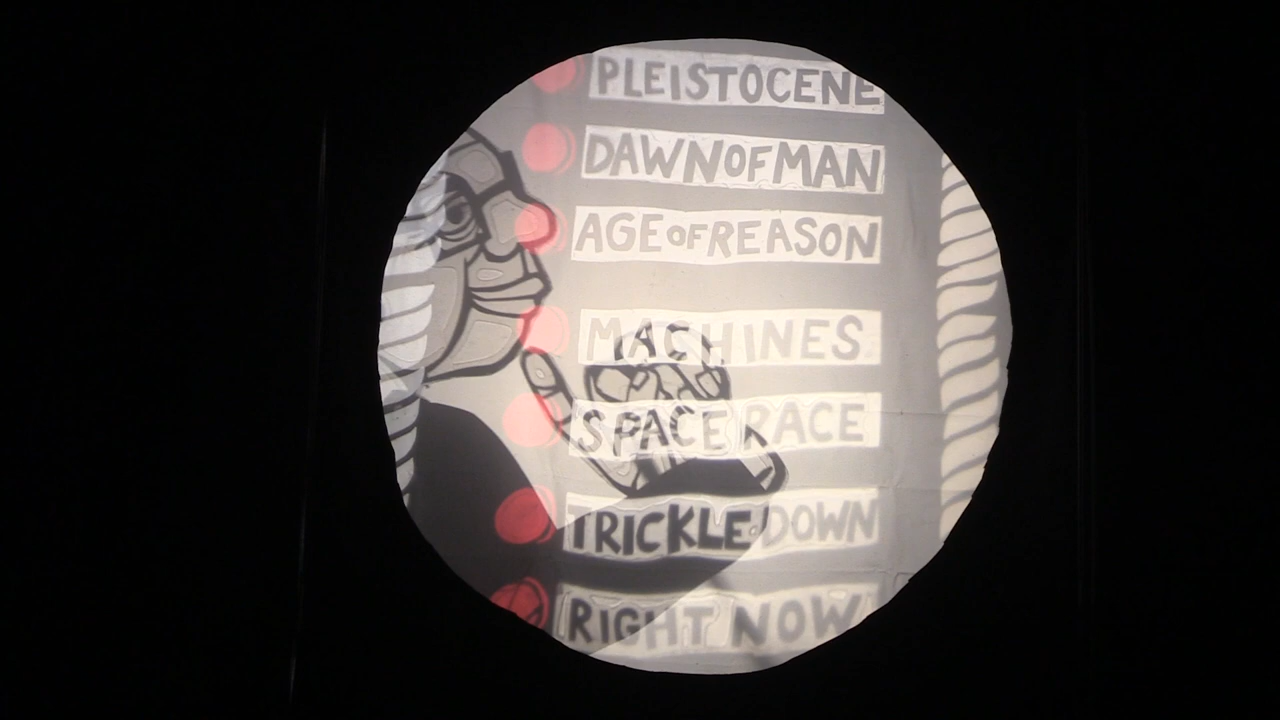 PLEISTOCENE
DAWN OF MAN
AGE OF REASON
MACHINES
SPACE RACE
TRICKLE DOWN
RIGHT NOW